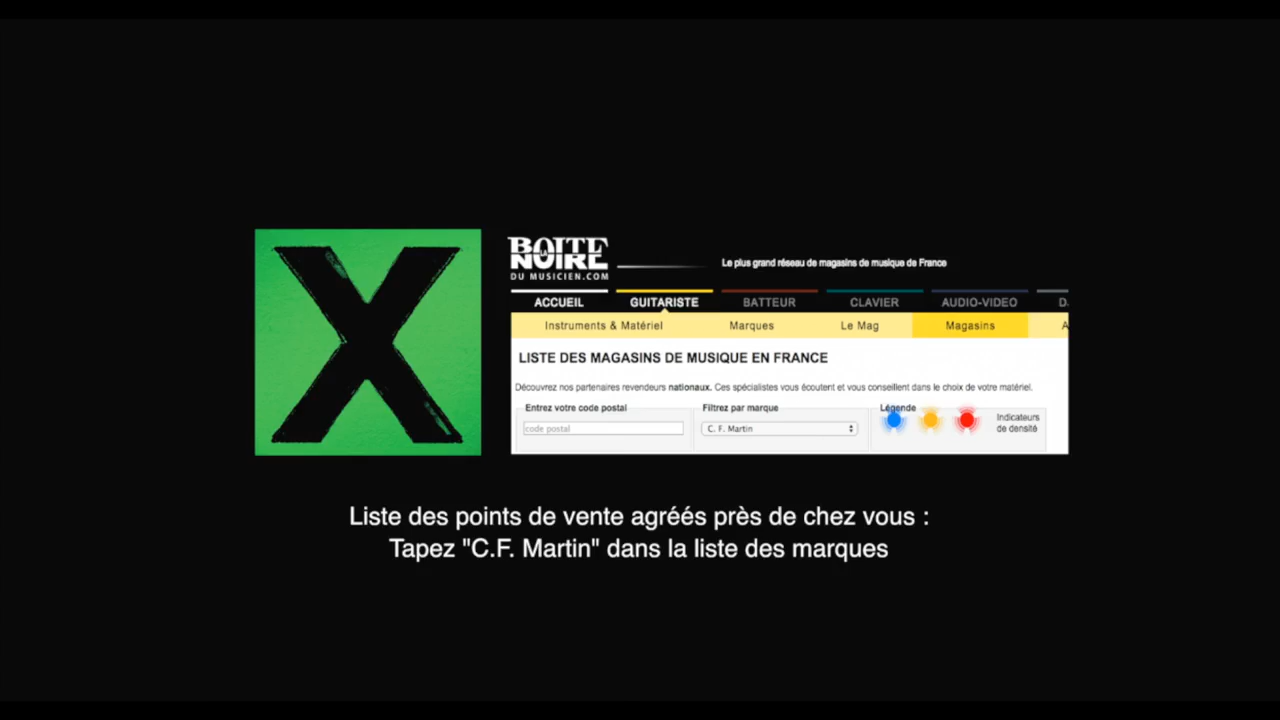 X
BOITE
NOIRE
DU MUSICIEN.COM
Le plus grand réseau de magasins de musique de France
ACCUEIL GUITARISTE BATTEUR CLAVIER AUDIO-VIDEO
Instruments & Matériel Marques Le Mag Magasins
LISTE DES MAGASINS DE MUSIQUE EN FRANCE
Découvrez nos partenaires revendeurs nationaux. Ces spécialistes vous écoutent et vous conseillent dans le choix de votre matériel.
Entrez votre code postal Filtrez par marque Légende
code postal C. F. Martin Indicateurs
de densité
Liste des points de vente agréés près de chez vous :
Tapez "C.F. Martin" dans la liste des marques